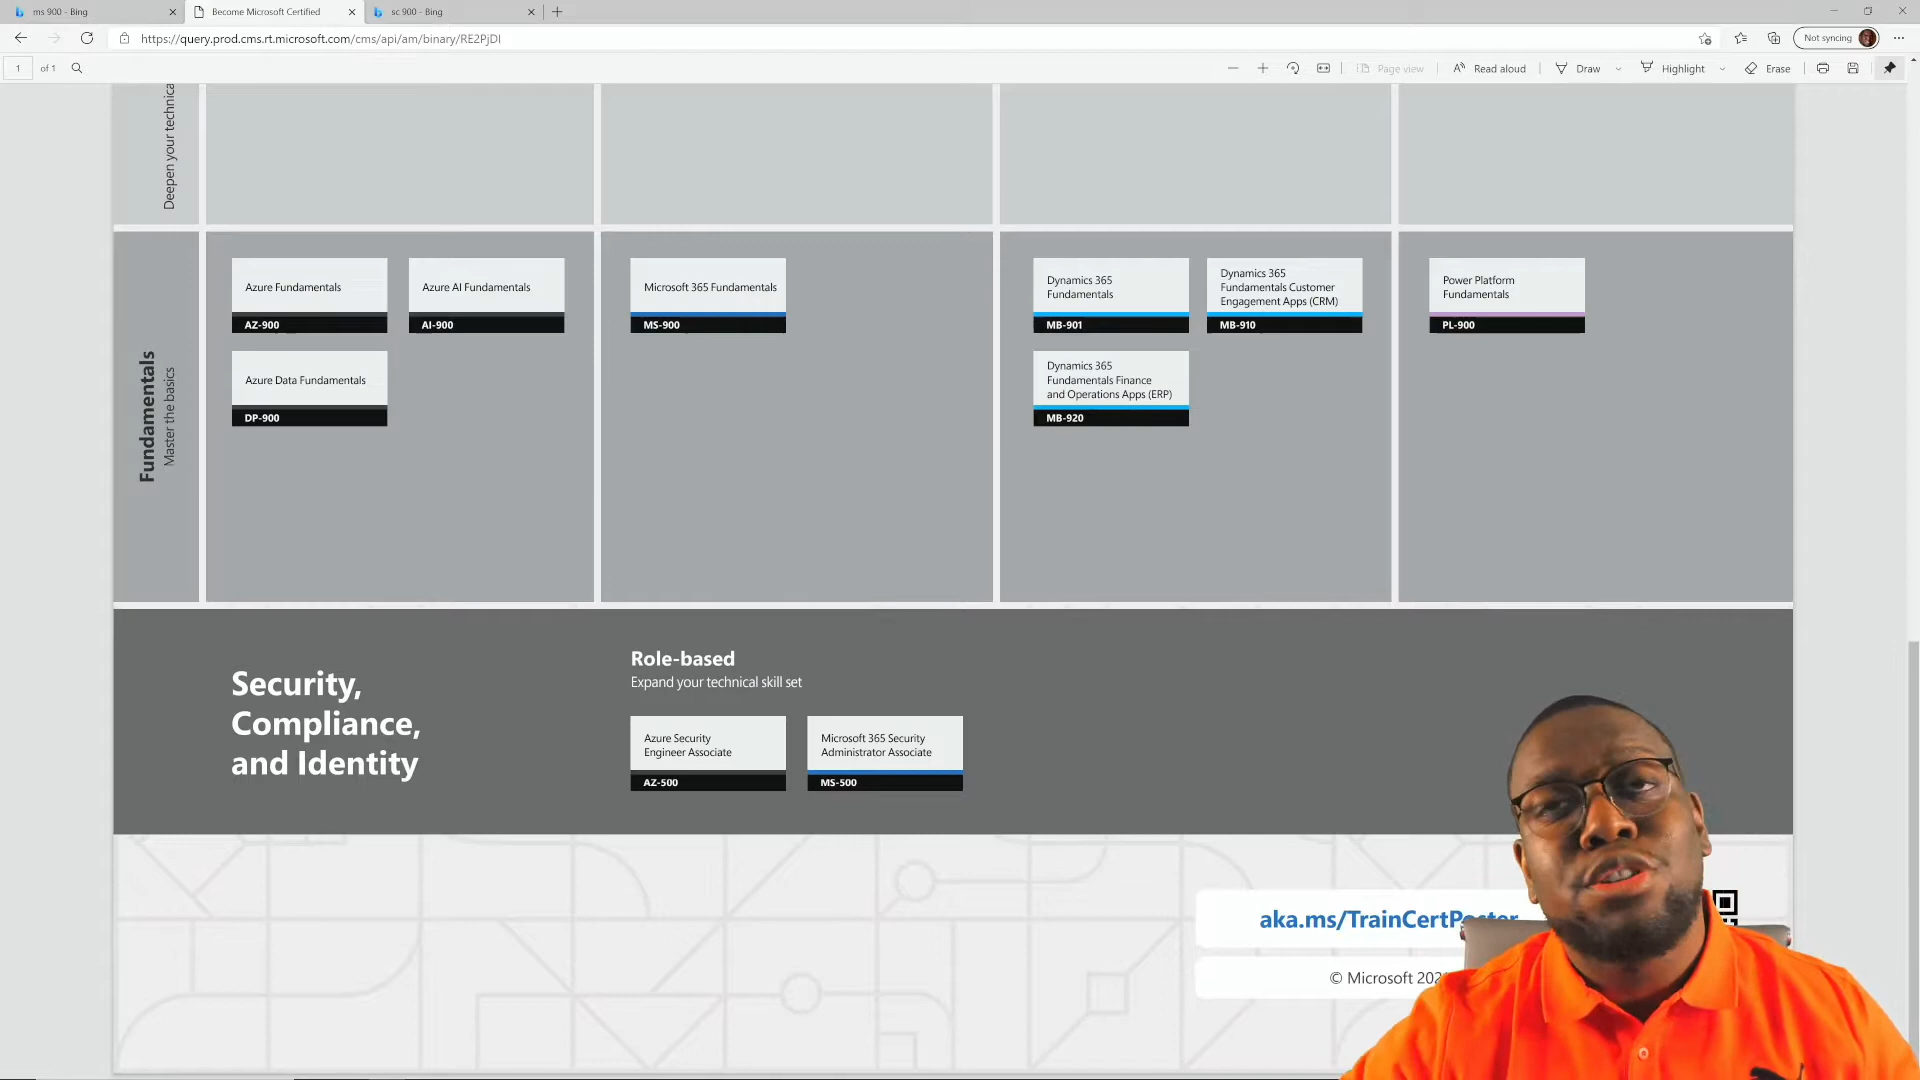 ms 900 - Bing
Become Microsoft Certified
sc 900 - Bing
https://query.prod.cms.rt.microsoft.com/cms/api/am/binary/RE2PjDI
Not syncing
1
of 1
Page view
Read aloud
Draw
Highlight
Erase
Deepen your technica
Fundamentals
Master the basics
Azure Fundamentals
AZ-900
Azure AI Fundamentals
AI-900
Azure Data Fundamentals
DP-900
Microsoft 365 Fundamentals
MS-900
Dynamics 365
Fundamentals
MB-901
Dynamics 365
Fundamentals Customer
Engagement Apps (CRM)
MB-910
Dynamics 365
Fundamentals Finance
and Operations Apps (ERP)
MB-920
Power Platform
Fundamentals
PL-900
Security,
Compliance,
and Identity
Role-based
Expand your technical skill set
Azure Security
Engineer Associate
AZ-500
Microsoft 365 Security
Administrator Associate
MS-500
aka.ms/TrainCertPoster
© Microsoft